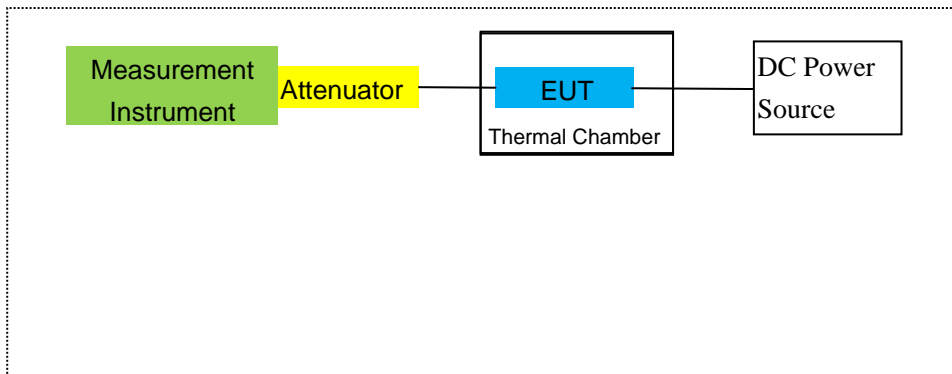 Measurement
Instrument
Attenuator
EUT
Thermal Chamber
DC Power
Source